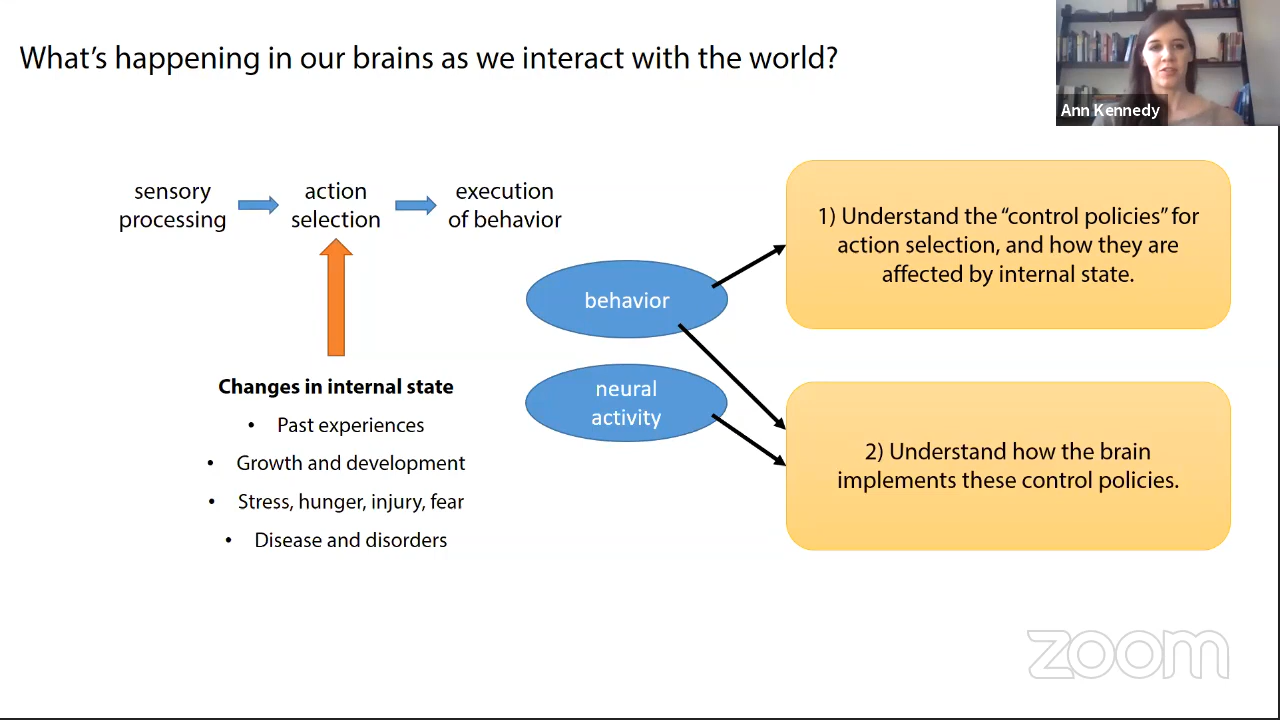 What's happening in our brains as we interact with the world?
Ann Kennedy
sensory
processing
action
selection
execution
of behavior
Changes in internal state
• Past experiences
• Growth and development
• Stress, hunger, injury, fear
• Disease and disorders
behavior
neural
activity
1) Understand the “control policies” for
action selection, and how they are
affected by internal state.
2) Understand how the brain
implements these control policies.
zoom